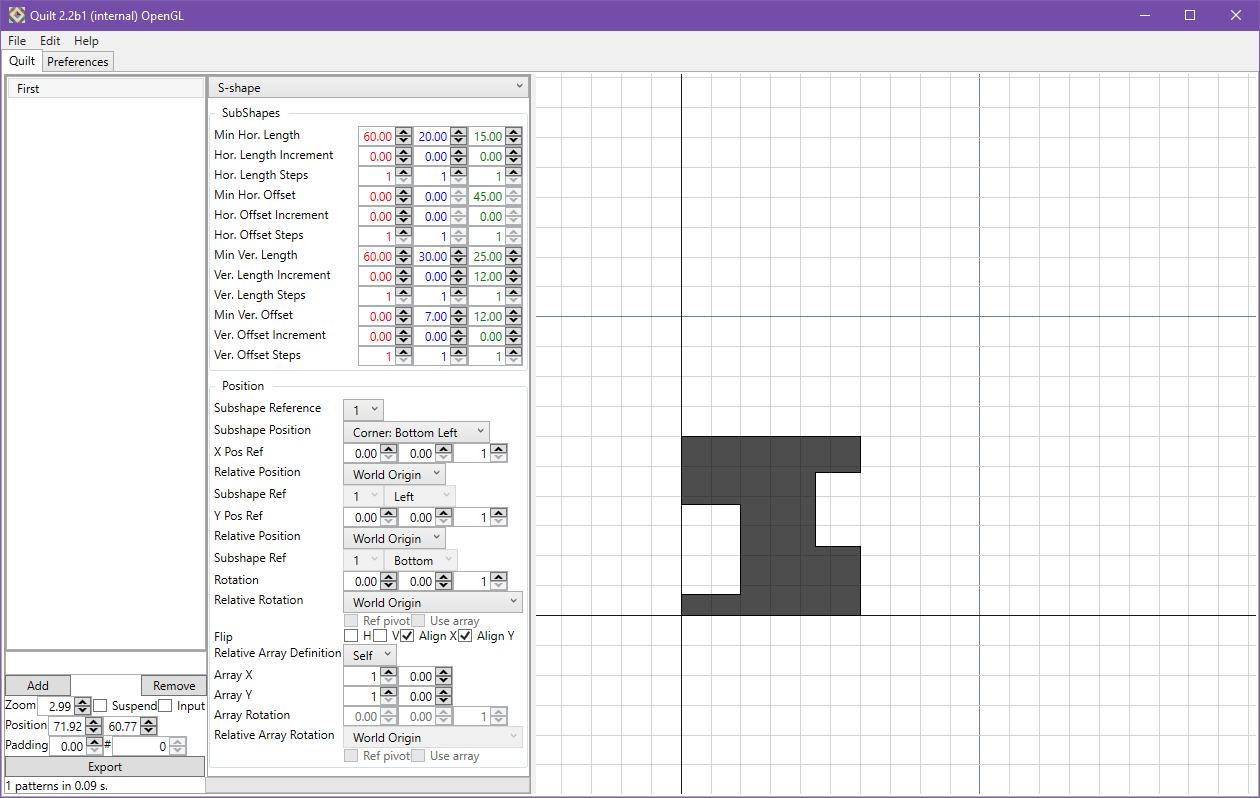 Quilt 2.2b1 (internal) OpenGL
File Edit Help
Quilt Preferences
First
S-shape
SubShapes
Min Hor. Length 60.00 20.00 15.00
Hor. Length Increment 0.00 0.00 0.00
Hor. Length Steps 1 1 1
Min Hor. Offset 0.00 0.00 45.00
Hor. Offset Increment 0.00 0.00 0.00
Hor. Offset Steps 1 1 1
Min Ver. Length 60.00 30.00 25.00
Ver. Length Increment 0.00 0.00 12.00
Ver. Length Steps 1 1 1
Min Ver. Offset 0.00 7.00 12.00
Ver. Offset Increment 0.00 0.00 0.00
Ver. Offset Steps 1 1 1
Position
Subshape Reference 1
Subshape Position Corner: Bottom Left
X Pos Ref 0.00 0.00 1
Relative Position World Origin
Subshape Ref 1 Left
Y Pos Ref 0.00 0.00 1
Relative Position World Origin
Subshape Ref 1 Bottom
Rotation 0.00 0.00 1
Relative Rotation World Origin
Ref pivot Use array
Flip H V Align X Align Y
Relative Array Definition Self
Array X 1 0.00
Array Y 1 0.00
Array Rotation 0.00 0.00 1
Relative Array Rotation World Origin
Ref pivot Use array
Add Remove
Zoom 2.99 Suspend Input
Position 71.92 60.77
Padding 0.00 # 0
Export
1 patterns in 0.09 s.